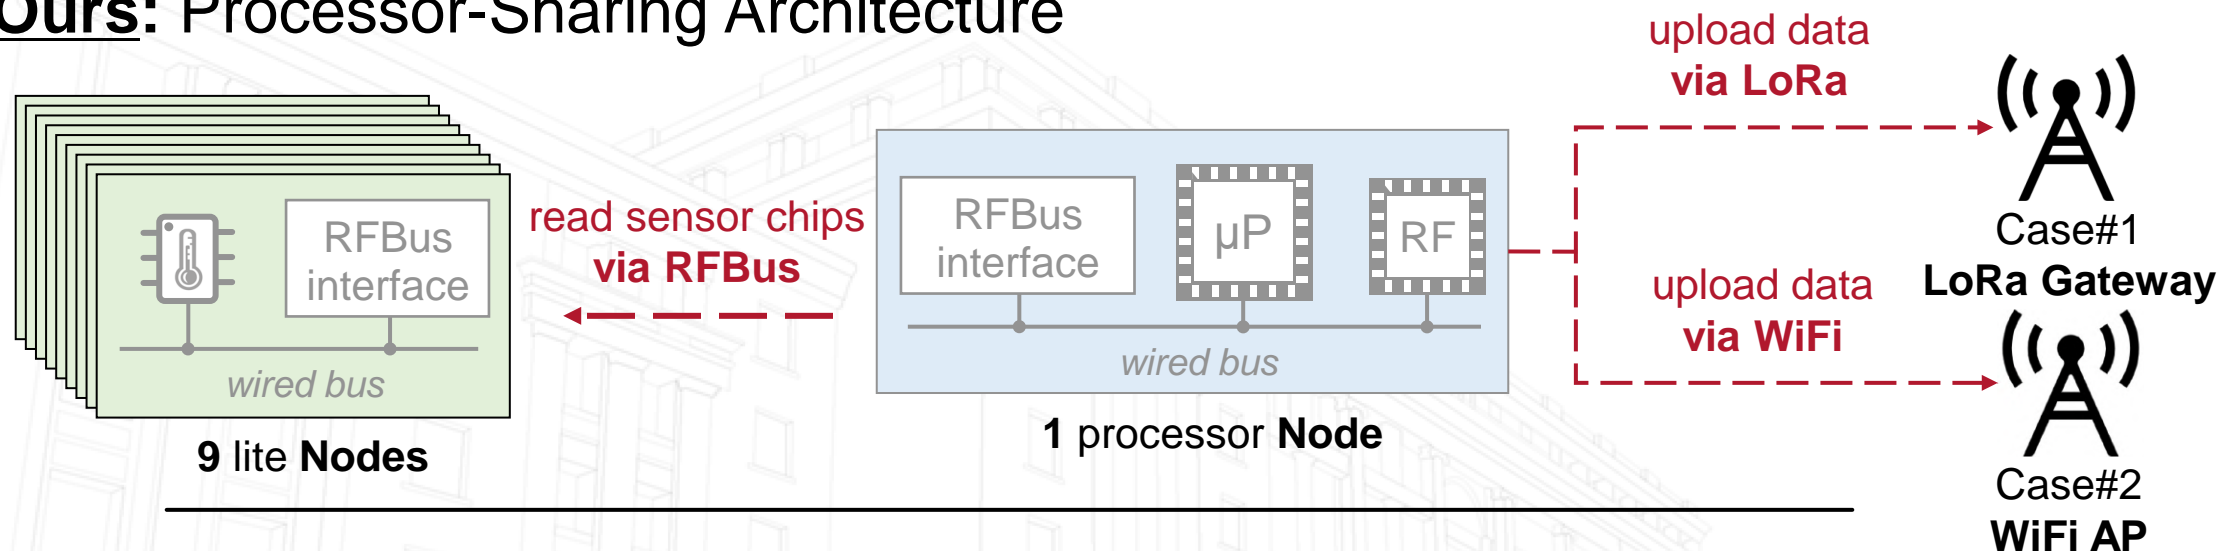 Ours: Processor-Sharing Architecture
upload data
via LoRa
RFBus
interface
wired bus
9 lite Nodes
read sensor chips
via RFBus
RFBus
interface
µP
RF
wired bus
1 processor Node
Case#1
LoRa Gateway
upload data
via WiFi
Case#2
WiFi AP